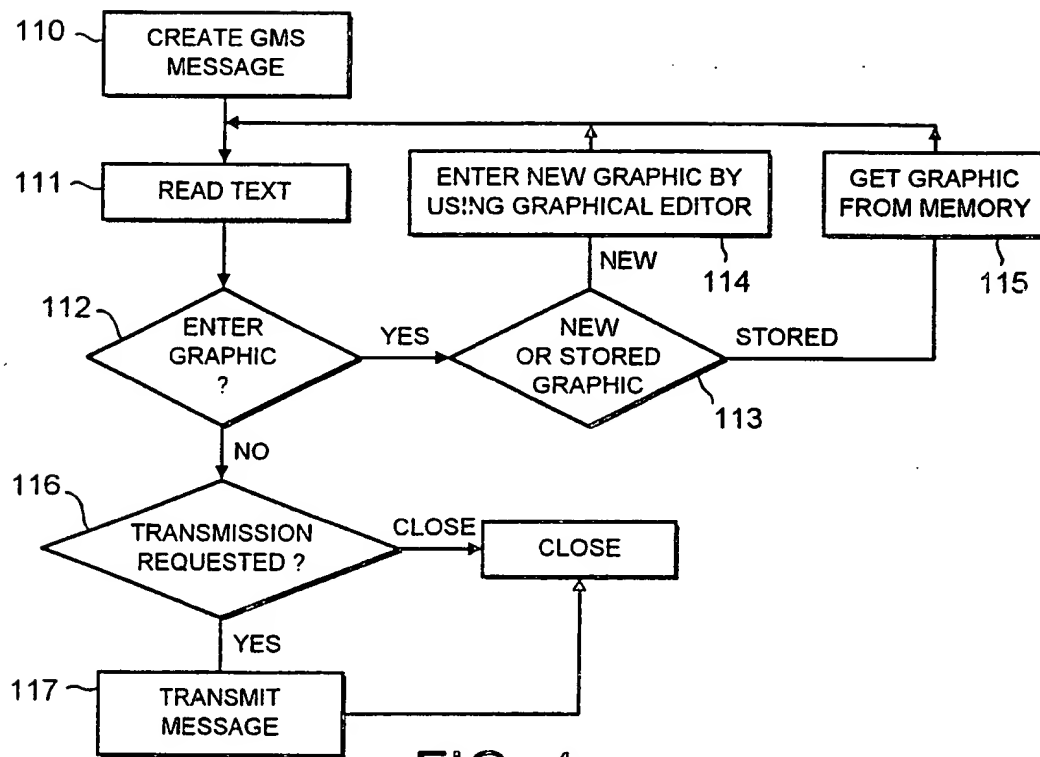 110
CREATE GMS
MESSAGE
111
READ TEXT
ENTER NEW GRAPHIC BY
USING GRAPHICAL EDITOR
GET GRAPHIC
FROM MEMORY
NEW
114
115
112
ENTER
GRAPHIC
?
YES
NEW
OR STORED
GRAPHIC
STORED
113
NO
116
TRANSMISSION
REQUESTED ?
CLOSE
CLOSE
YES
117
TRANSMIT
MESSAGE